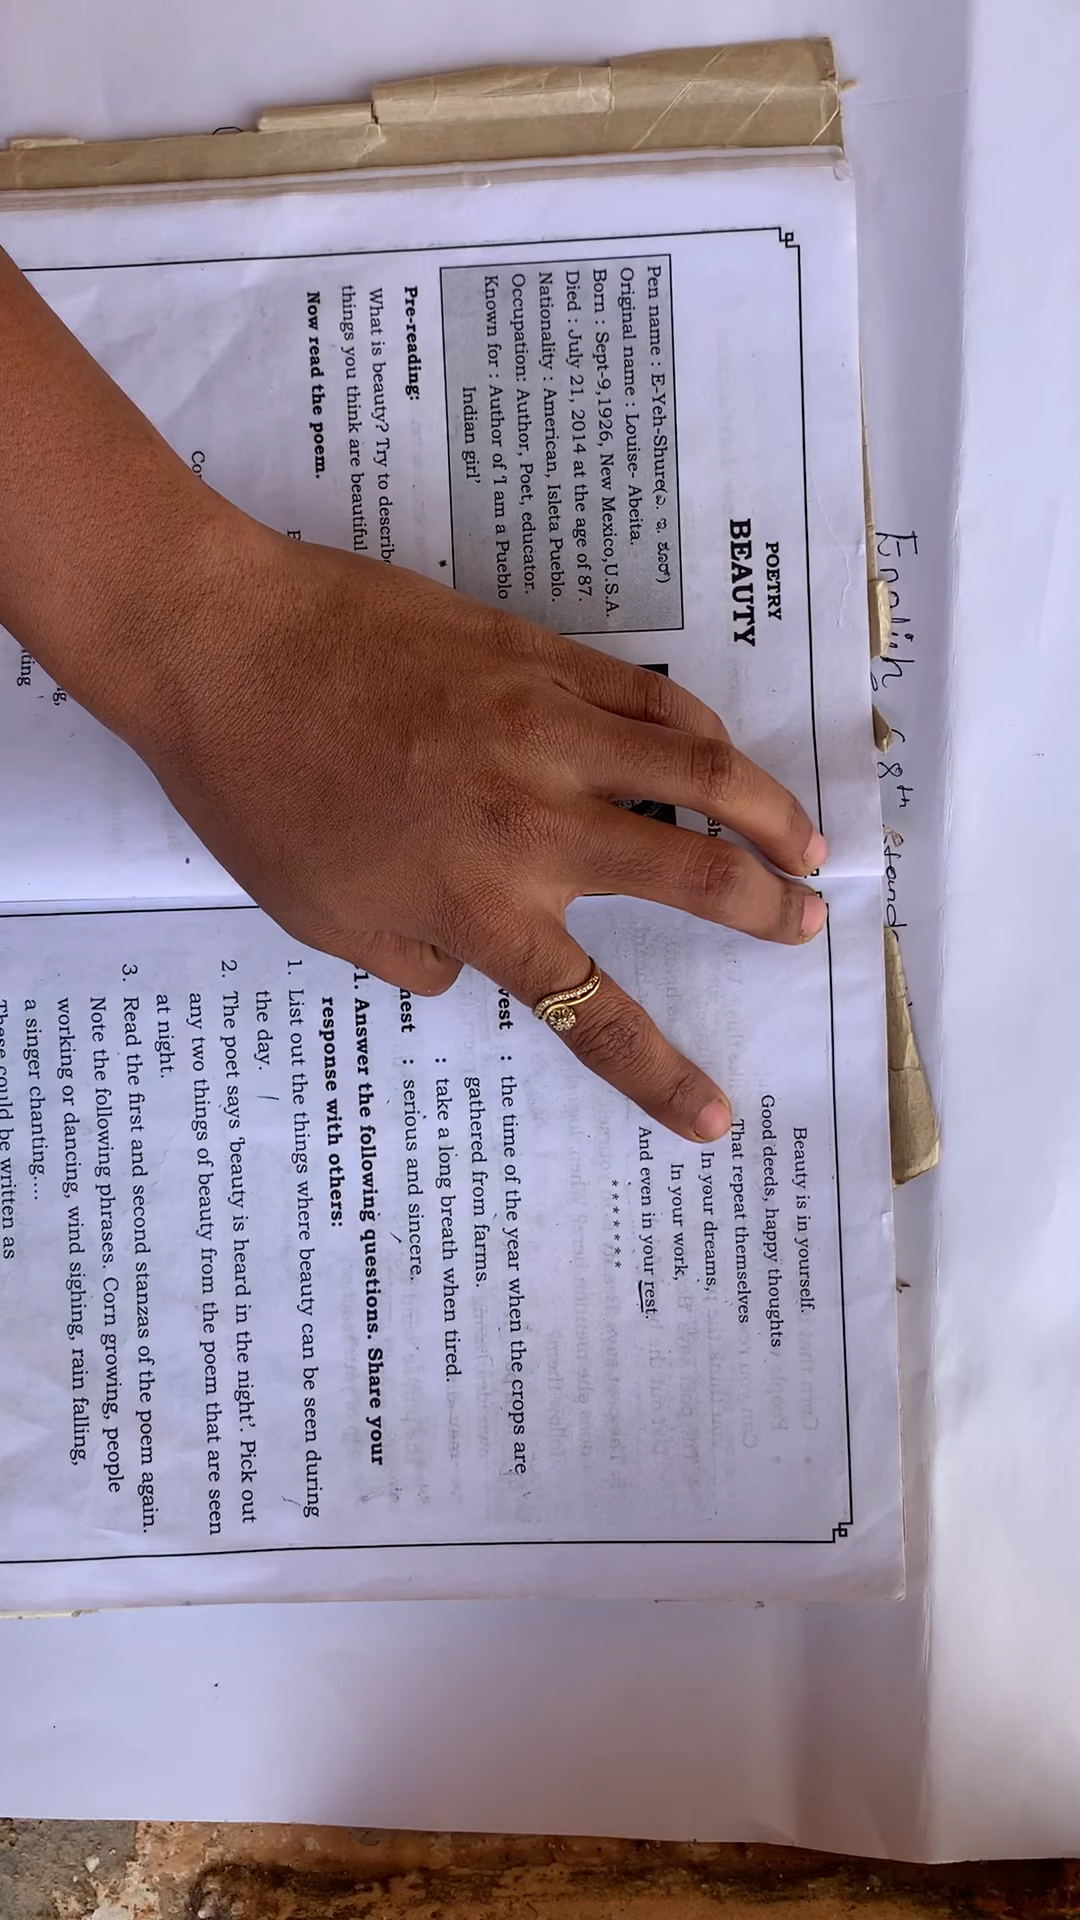 English (8th Stand
POETRY
BEAUTY
Pen name : E-Yeh-Shure(ಎ. ಇ. ಶೂರ್)
Original name : Louise- Abeita.
Born : Sept-9,1926, New Mexico,U.S.A.
Died : July 21, 2014 at the age of 87.
Nationality : American, Isleta Pueblo.
Occupation: Author, Poet, educator.
Known for : Author of 'I am a Pueblo
Indian girl'
Pre-reading:
What is beauty? Try to describe
things you think are beautiful
Now read the poem.
Beauty is in yourself.
Good deeds, happy thoughts
That repeat themselves
In your dreams,
In your work,
And even in your rest.
*******
vest : the time of the year when the crops are
gathered from farms.
: take a long breath when tired.
nest : serious and sincere.
1. Answer the following questions. Share your
response with others:
1. List out the things where beauty can be seen during
the day.
2. The poet says 'beauty is heard in the night'. Pick out
any two things of beauty from the poem that are seen
at night.
3. Read the first and second stanzas of the poem again.
Note the following phrases. Corn growing, people
working or dancing, wind sighing, rain falling,
a singer chanting....
These could be written as